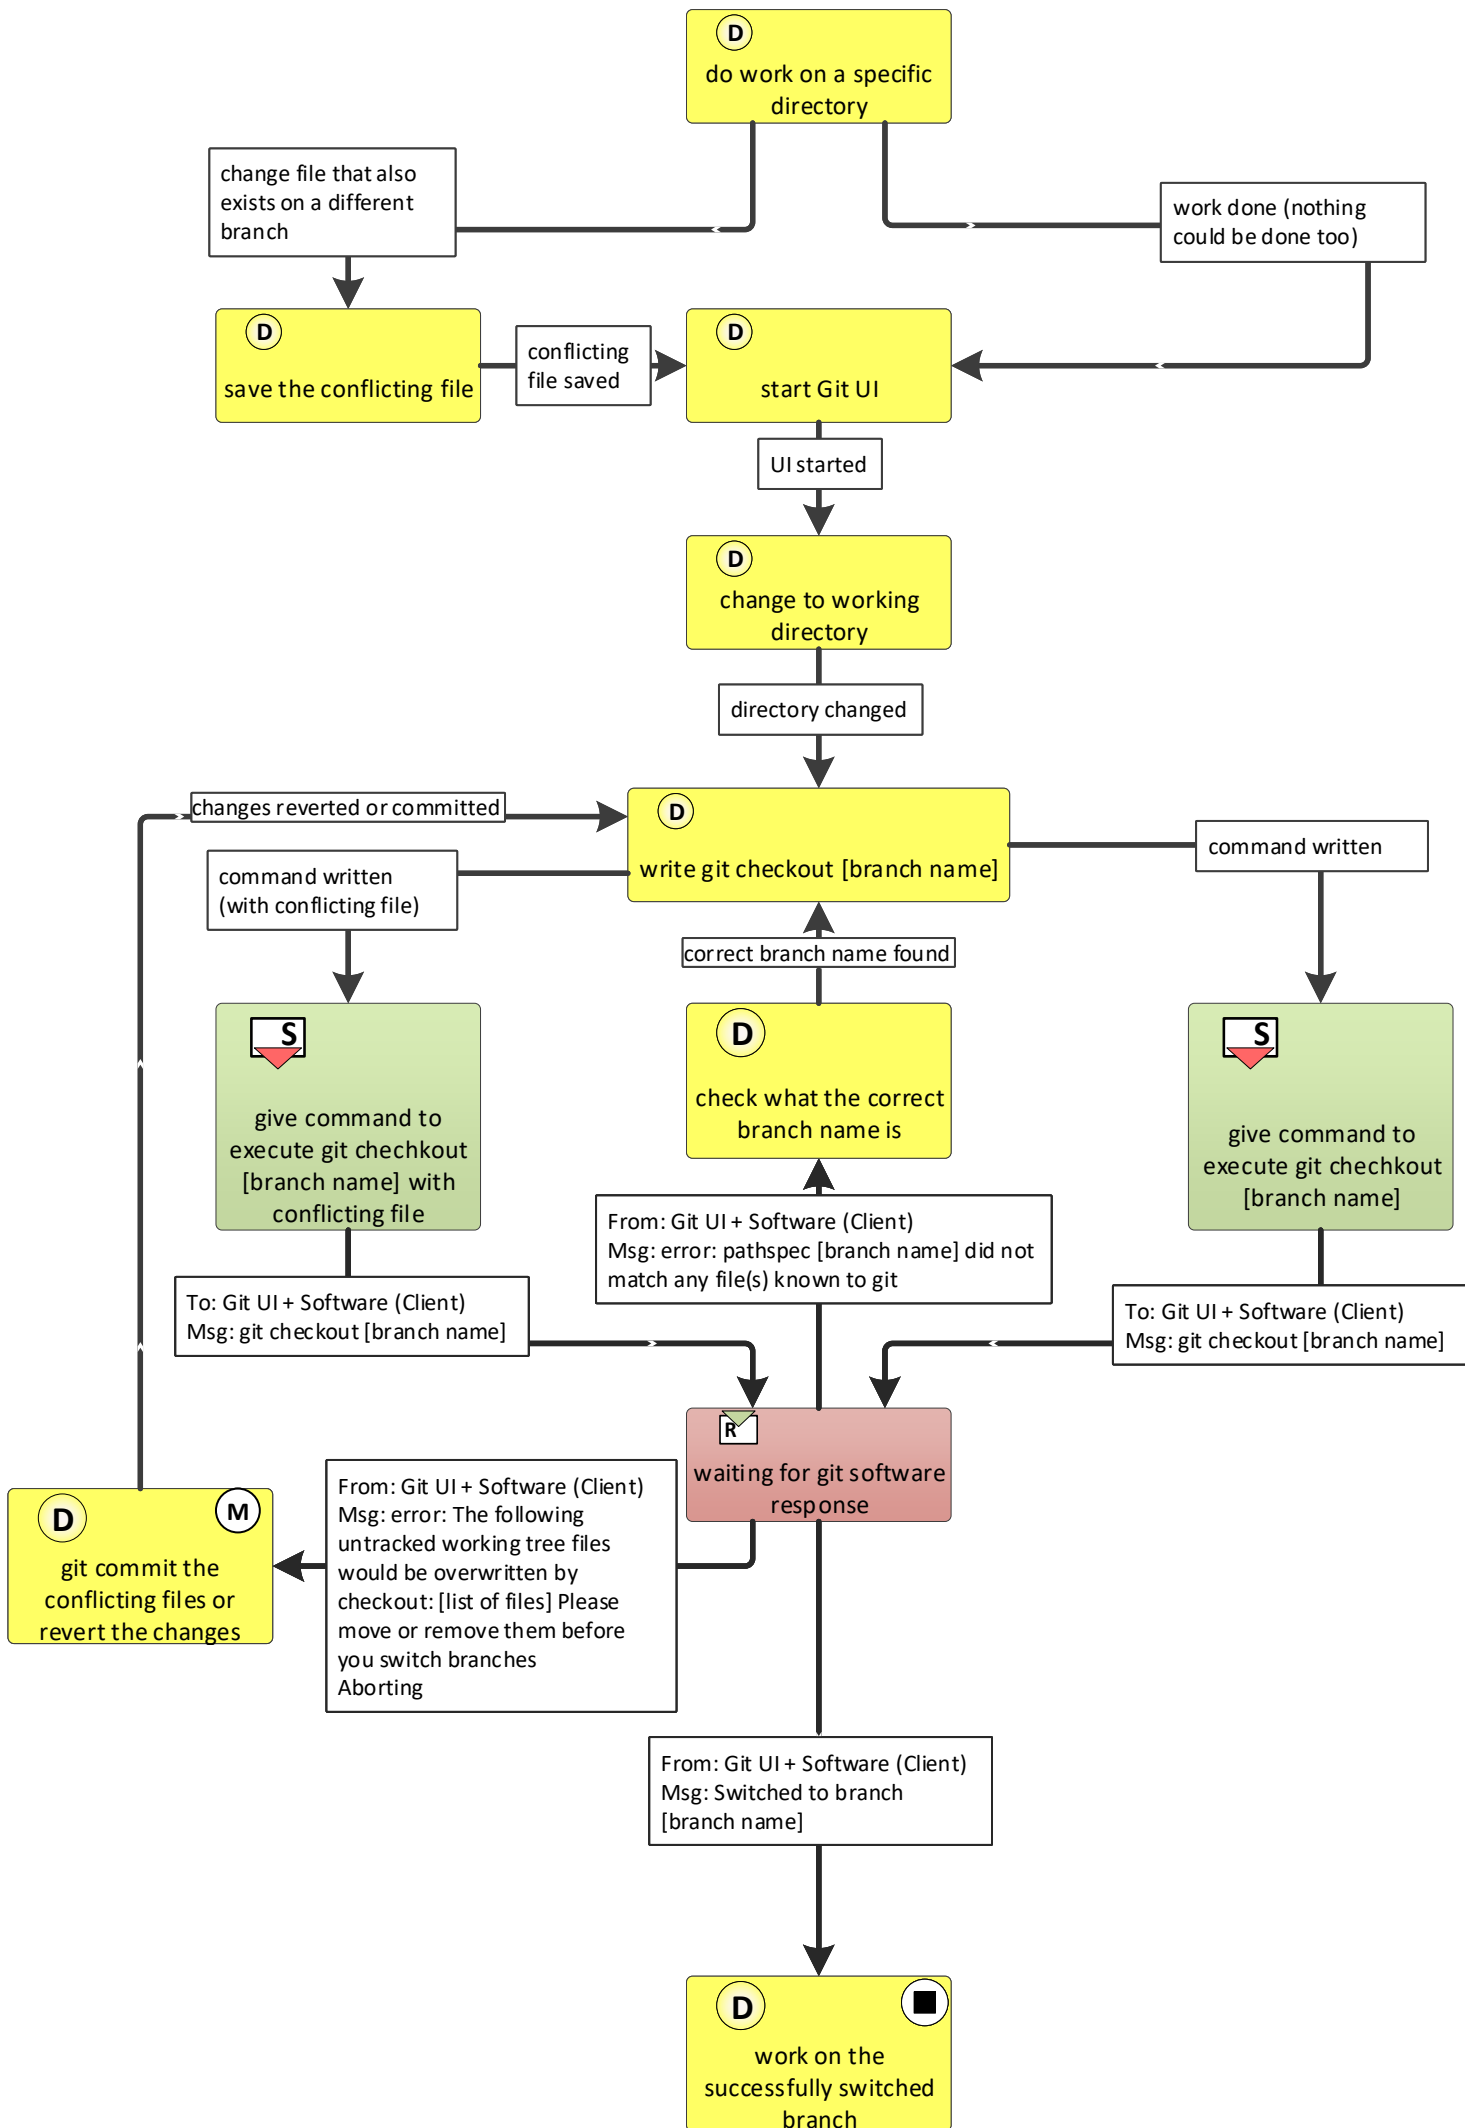 D
do work on a specific
directory
change file that also
exists on a different
branch
work done (nothing
could be done too)
D
save the conflicting file
conflicting
file saved
D
start Git UI
UI started
D
change to working
directory
directory changed
changes reverted or committed
D
write git checkout [branch name]
command written
command written
(with conflicting file)
correct branch name found
S
give command to
execute git chechkout
[branch name] with
conflicting file
D
check what the correct
branch name is
S
give command to
execute git chechkout
[branch name]
From: Git UI + Software (Client)
Msg: error: pathspec [branch name] did not
match any file(s) known to git
To: Git UI + Software (Client)
Msg: git checkout [branch name]
To: Git UI + Software (Client)
Msg: git checkout [branch name]
R
waiting for git software
response
From: Git UI + Software (Client)
Msg: error: The following
untracked working tree files
would be overwritten by
checkout: [list of files] Please
move or remove them before
you switch branches
Aborting
D
M
git commit the
conflicting files or
revert the changes
From: Git UI + Software (Client)
Msg: Switched to branch
[branch name]
D
work on the
successfully switched
branch